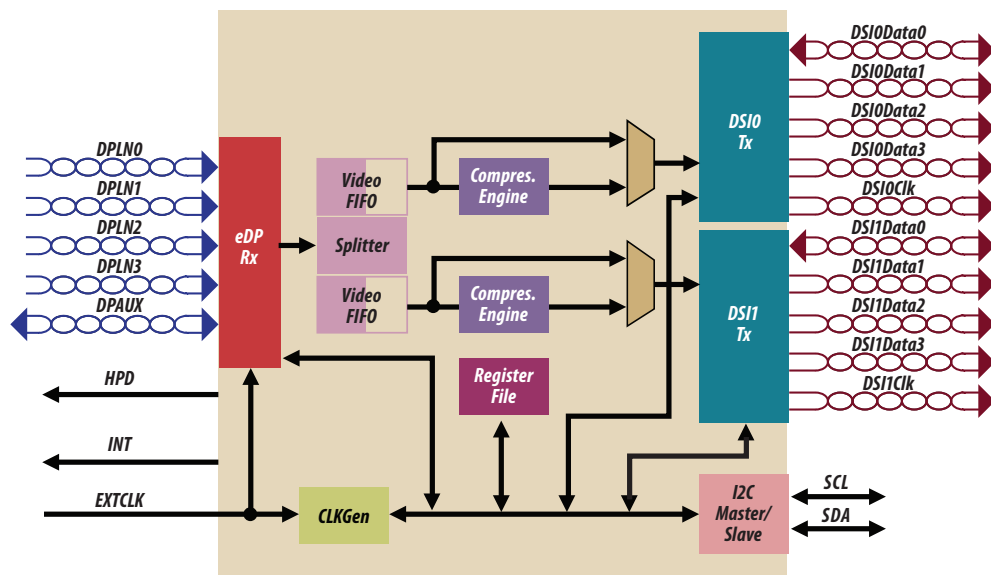 DPLN0
DPLN1
DPLN2
DPLN3
DPAUX
HPD
INT
EXTCLK
eDP
Rx
Video
FIFO
Splitter
Video
FIFO
Compres.
Engine
Compres.
Engine
Register
File
CLKGen
DSI0
Tx
DSI1
Tx
I2C
Master/
Slave
DSI0Data0
DSI0Data1
DSI0Data2
DSI0Data3
DSI0Clk
DSI1Data0
DSI1Data1
DSI1Data2
DSI1Data3
DSI1Clk
SCL
SDA